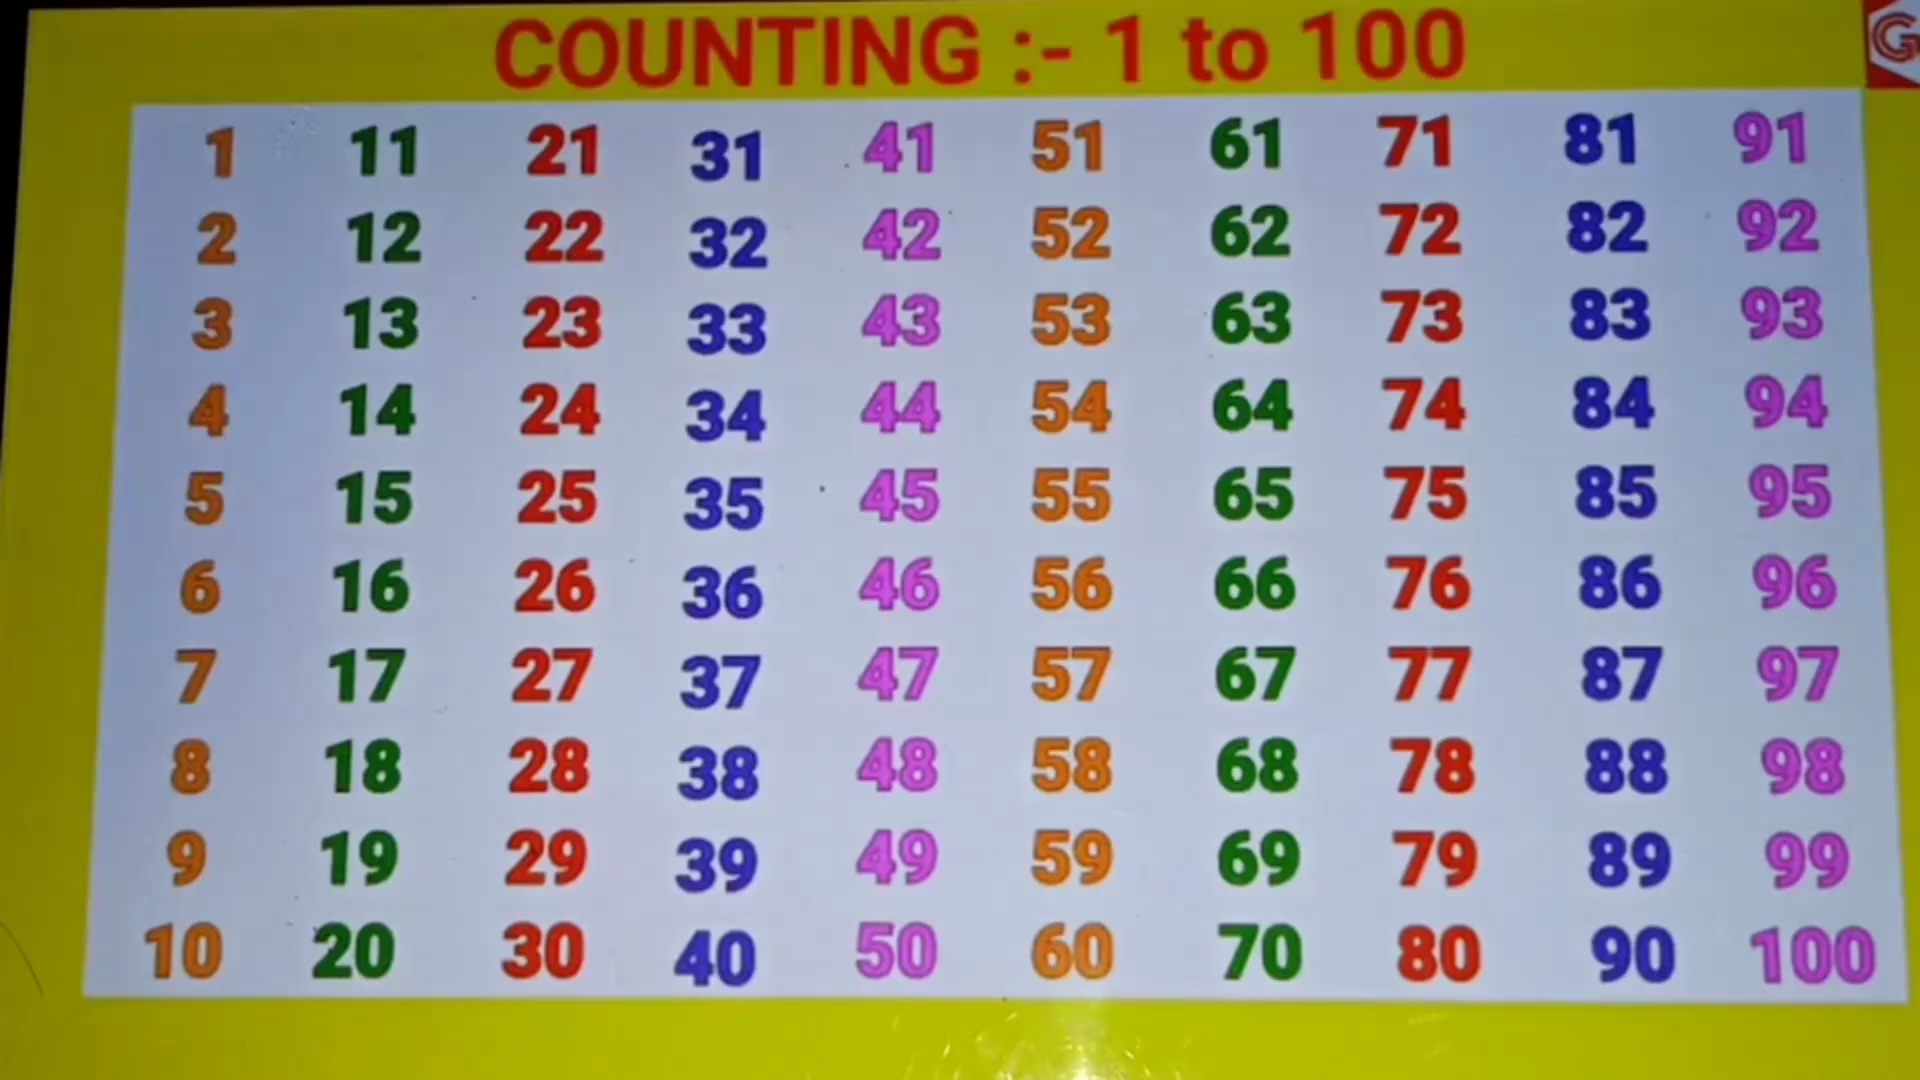 COUNTING :- 1 to 100
G
1 11 21 31 41 51 61 71 81 91
2 12 22 32 42 52 62 72 82 92
3 13 23 33 43 53 63 73 83 93
4 14 24 34 44 54 64 74 84 94
5 15 25 35 45 55 65 75 85 95
6 16 26 36 46 56 66 76 86 96
7 17 27 37 47 57 67 77 87 97
8 18 28 38 48 58 68 78 88 98
9 19 29 39 49 59 69 79 89 99
10 20 30 40 50 60 70 80 90 100